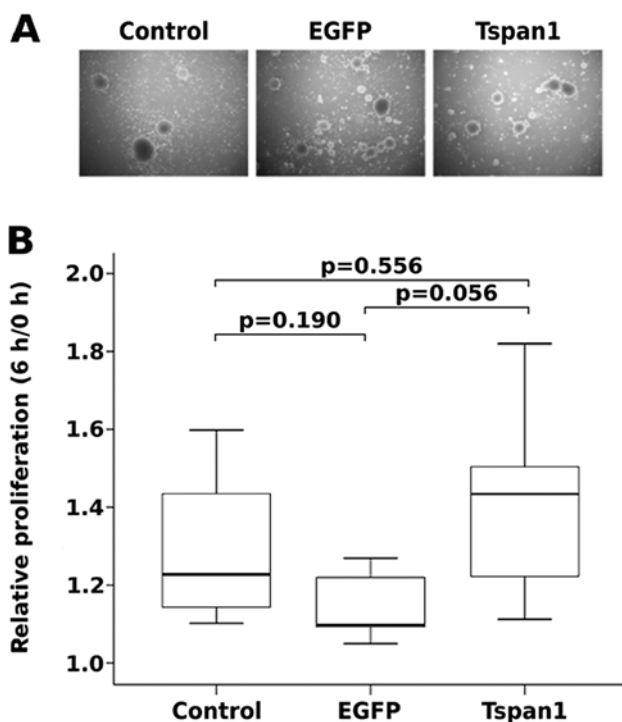 A
Control EGFP Tspan1
B
Relative proliferation (6 h/0 h)
2.0
1.8
1.6
1.4
1.2
1.0
p=0.556
p=0.056
p=0.190
Control EGFP Tspan1